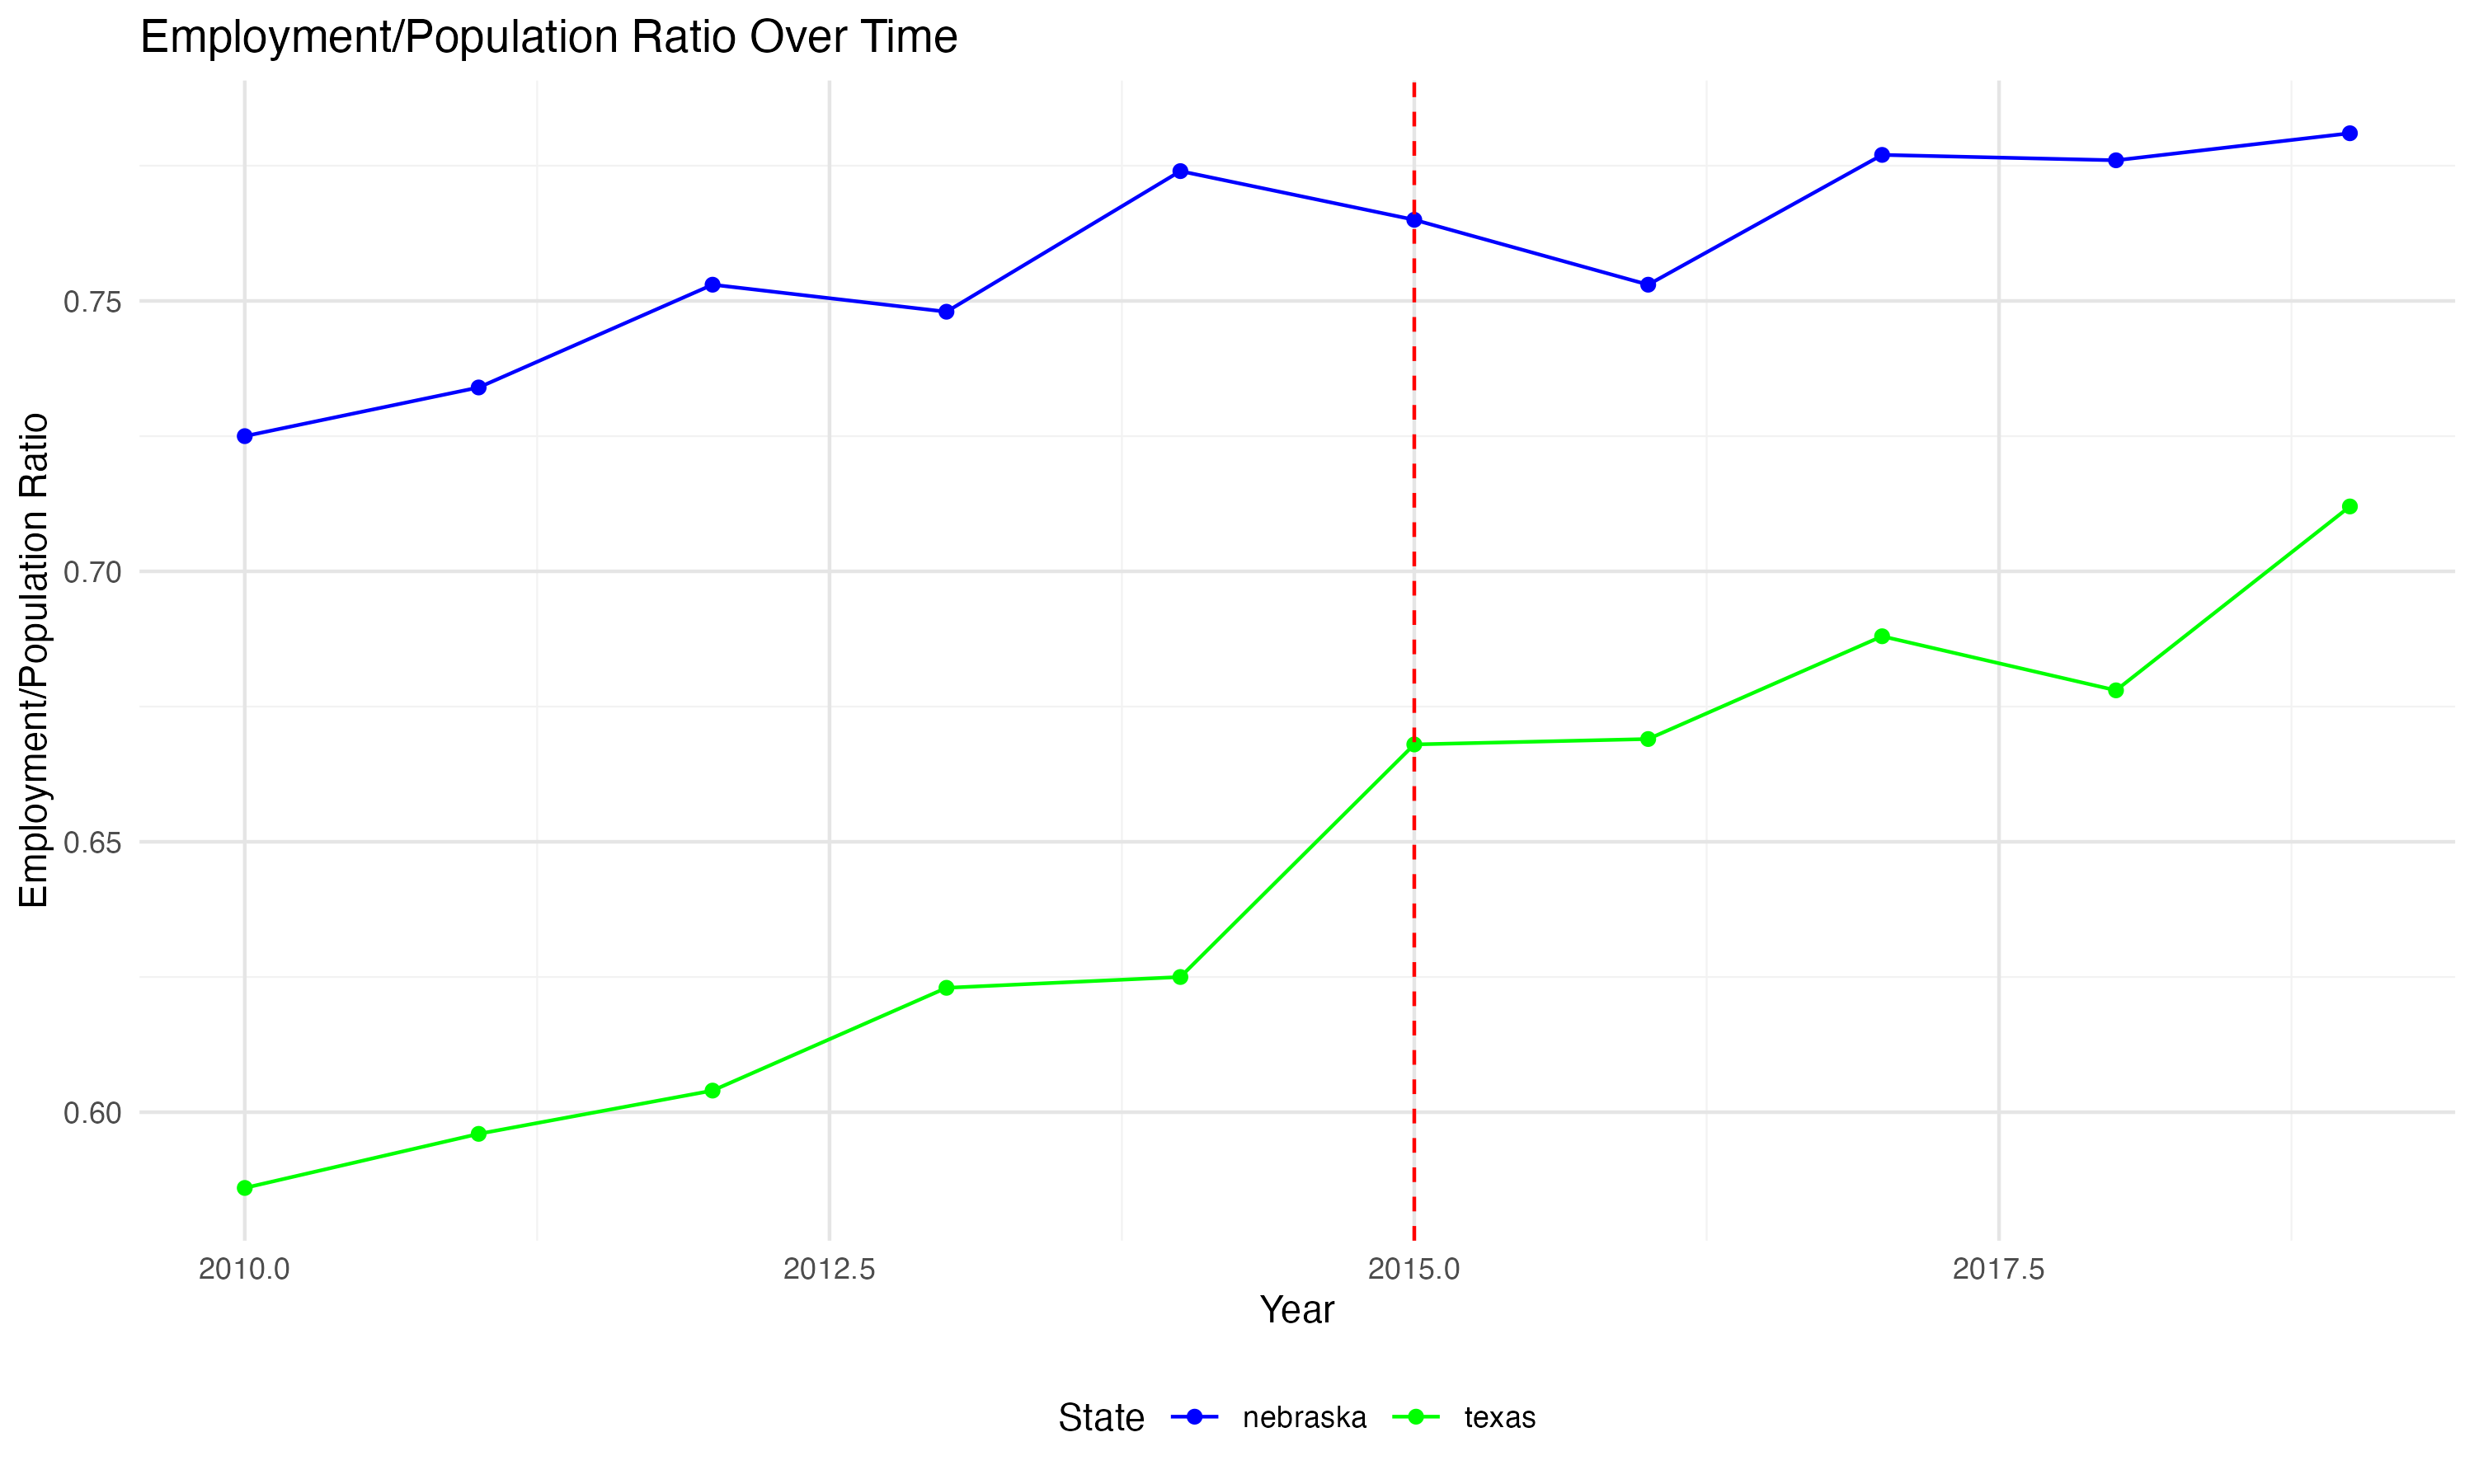 Employment/Population Ratio Over Time
Employment/Population Ratio
0.75
0.70
0.65
0.60
2010.0 2012.5 2015.0 2017.5
Year
State nebraska texas